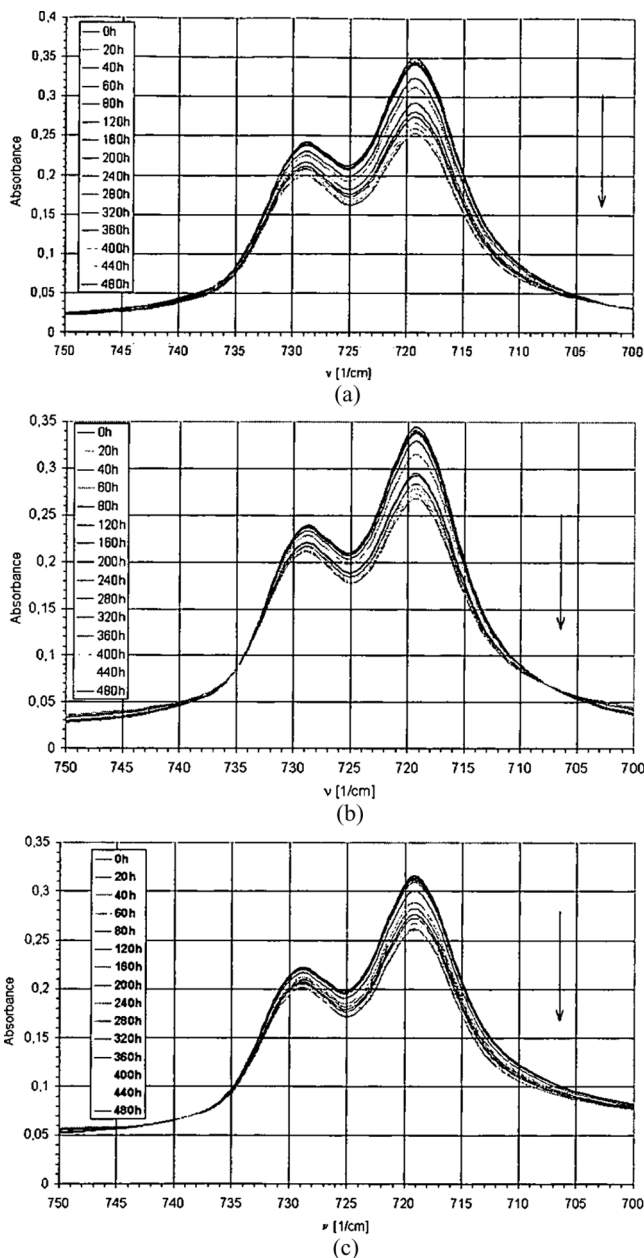 0,4
0,35
0,3
0,25
0,2
0,15
0,1
0,05
0
Absorbance
0h
20h
40h
60h
80h
120h
160h
200h
240h
280h
320h
360h
400h
440h
480h
750 745 740 735 730 725 720 715 710 705 700
ν [1/cm]
(a)
0,35
0,3
0,25
0,2
0,15
0,1
0,05
0
Absorbance
0h
20h
40h
60h
80h
120h
160h
200h
240h
280h
320h
360h
400h
440h
480h
750 745 740 735 730 725 720 715 710 705 700
ν [1/cm]
(b)
0,35
0,3
0,25
0,2
0,15
0,1
0,05
0
Absorbance
0h
20h
40h
60h
80h
120h
160h
200h
240h
280h
320h
360h
400h
440h
480h
750 745 740 735 730 725 720 715 710 705 700
ν [1/cm]
(c)